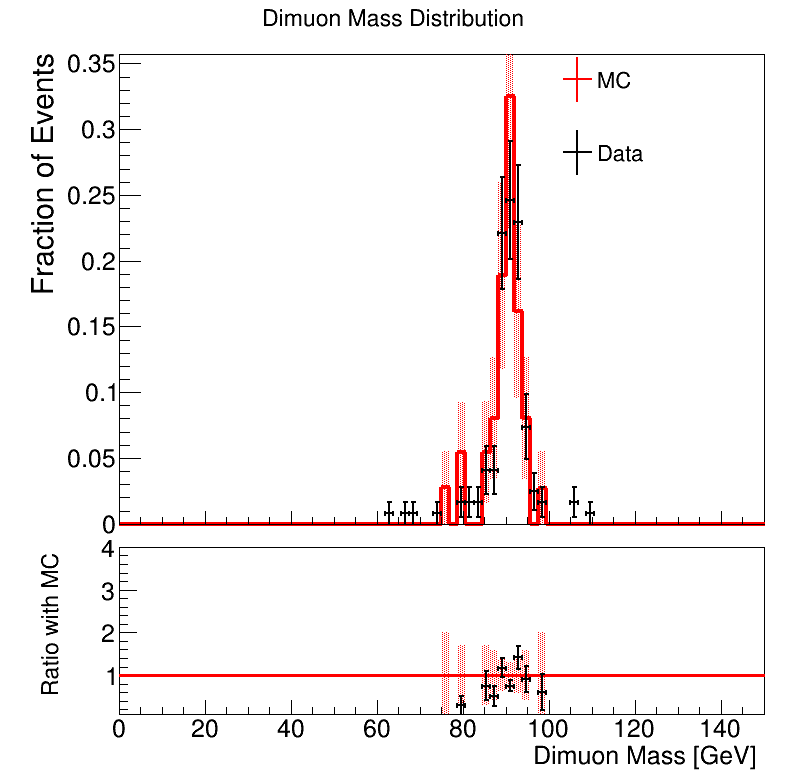 Dimuon Mass Distribution
Fraction of Events
0.35
0.3
0.25
0.2
0.15
0.1
0.05
0
MC
Data
Ratio with MC
4
3
2
1
0 20 40 60 80 100 120 140
Dimuon Mass [GeV]